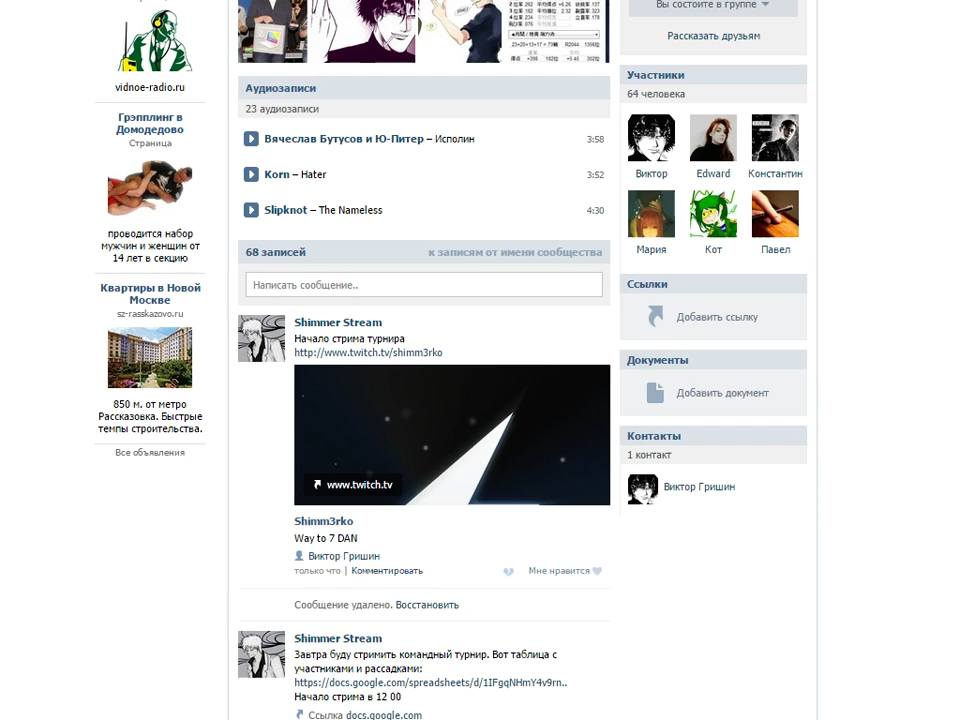 vidnoe-radio.ru
Грэпплинг в
Домодедово
Страница
проводится набор
мужчин и женщин от
14 лет в секцию
Квартиры в Новой
Москве
sz-rasskazovo.ru
850 м. от метро
Рассказовка. Быстрые
темпы строительства.
Все объявления
Аудиозаписи
23 аудиозаписи
Вячеслав Бутусов и Ю-Питер – Исполин 3:58
Korn – Hater 3:52
Slipknot – The Nameless 4:30
68 записей к записям от имени сообщества
Написать сообщение..
Shimmer Stream
Начало стрима турнира
http://www.twitch.tv/shimm3rko
www.twitch.tv
Shimm3rko
Way to 7 DAN
Виктор Гришин
только что | Комментировать Мне нравится
Сообщение удалено. Восстановить
Shimmer Stream
Завтра буду стримить командный турнир. Вот таблица с
участниками и рассадками:
https://docs.google.com/spreadsheets/d/1IFgqNHmY4v9rn..
Начало стрима в 12 00
Ссылка docs.google.com
Вы состоите в группе
Рассказать друзьям
Участники
64 человека
Виктор Edward Константин
Мария Кот Павел
Ссылки
Добавить ссылку
Документы
Добавить документ
Контакты
1 контакт
Виктор Гришин